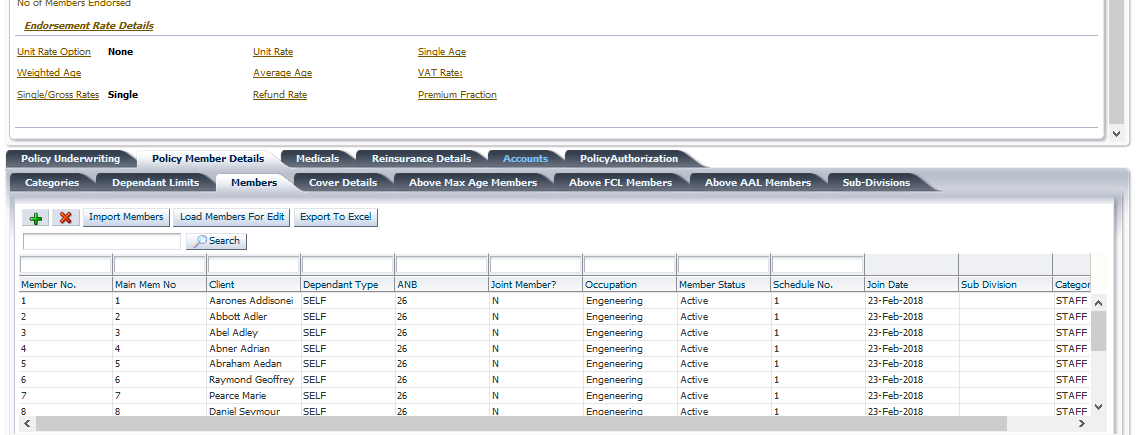 No of Members Endorsed
Endorsement Rate Details
Unit Rate Option None Unit Rate Single Age
Weighted Age Average Age VAT Rate:
Single/Gross Rates Single Refund Rate Premium Fraction
Policy Underwriting Policy Member Details Medicals Reinsurance Details Accounts PolicyAuthorization
Categories Dependant Limits Members Cover Details Above Max Age Members Above FCL Members Above AAL Members Sub-Divisions
Import Members Load Members For Edit Export To Excel
Search
Member No. Main Mem No Client Dependant Type ANB Joint Member? Occupation Member Status Schedule No. Join Date Sub Division Categor
1 1 Aarones Addisonei SELF 26 N Engeneering Active 1 23-Feb-2018 STAFF
2 2 Abbott Adler SELF 26 N Engeneering Active 1 23-Feb-2018 STAFF
3 3 Abel Adley SELF 26 N Engeneering Active 1 23-Feb-2018 STAFF
4 4 Abner Adrian SELF 26 N Engeneering Active 1 23-Feb-2018 STAFF
5 5 Abraham Aedan SELF 26 N Engeneering Active 1 23-Feb-2018 STAFF
6 6 Raymond Geoffrey SELF 26 N Engeneering Active 1 23-Feb-2018 STAFF
7 7 Pearce Marie SELF 26 N Engeneering Active 1 23-Feb-2018 STAFF
8 8 Daniel Seymour SELF 26 N Engeneering Active 1 23-Feb-2018 STAFF